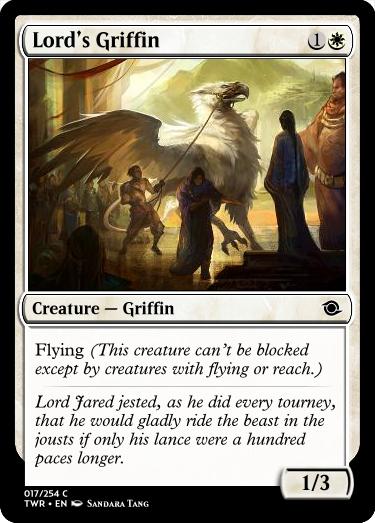 Lord's Griffin 1
Creature — Griffin
Flying (This creature can't be blocked
except by creatures with flying or reach.)
Lord Jared jested, as he did every tourney,
that he would gladly ride the beast in the
jousts if only his lance were a hundred
paces longer.
1/3
017/254 C
TWR • EN Sandara Tang